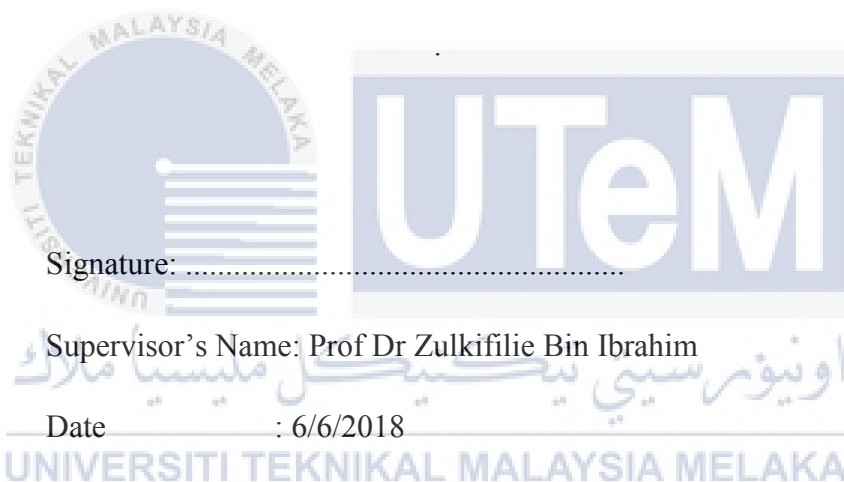 UNIVERSITI TEKNIKAL MALAYSIA MELAKA
UTeM
Signature: ........................................................
Supervisor’s Name: Prof Dr Zulkifilie Bin Ibrahim
اونيۏرسيتي تيكنيكل مليسيا ملاك
Date : 6/6/2018
UNIVERSITI TEKNIKAL MALAYSIA MELAKA